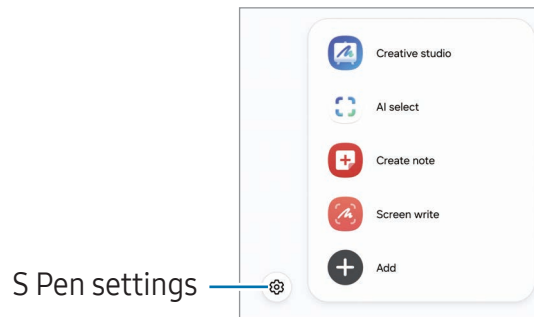 Creative studio
AI select
Create note
Screen write
Add
S Pen settings